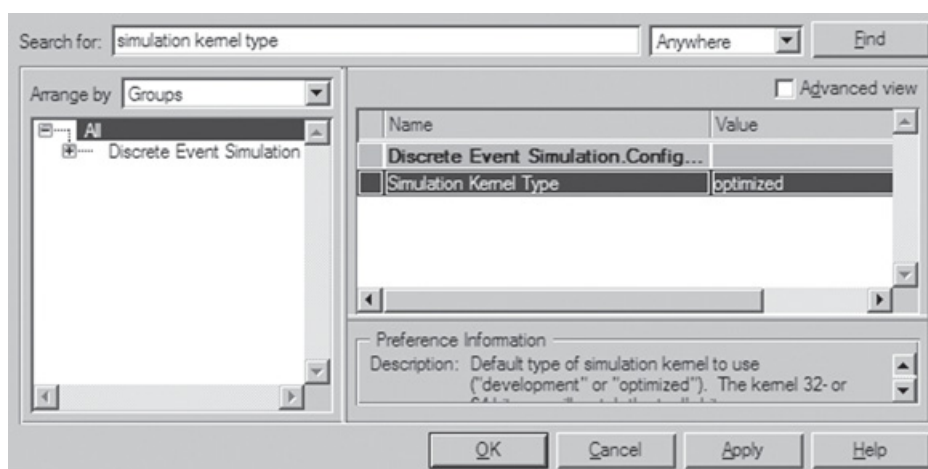 Search for: simulation kernel type Anywhere Find
Arrange by Groups
All
Discrete Event Simulation
Advanced view
Name Value
Discrete Event Simulation.Config...
Simulation Kernel Type optimized
Preference Information
Description: Default type of simulation kernel to use
("development" or "optimized"). The kernel 32- or
OK Cancel Apply Help